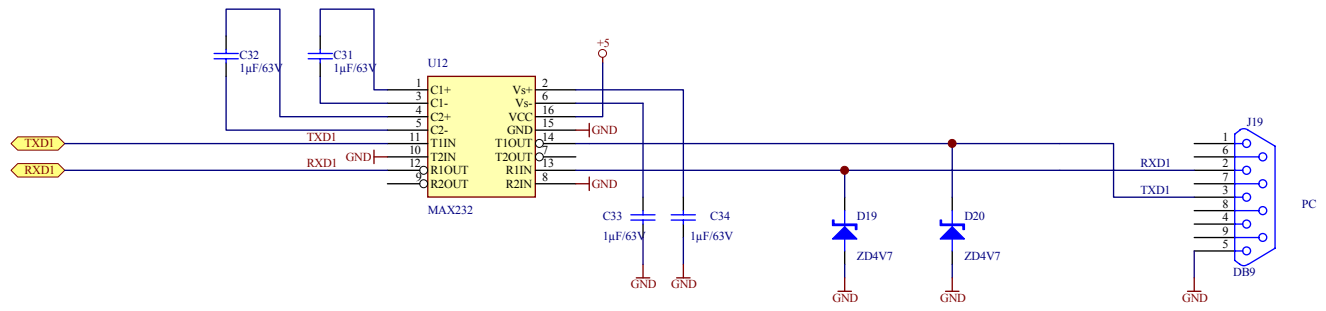 C32
1µF/63V
C31
1µF/63V
U12
+5
1 C1+ Vs+ 2
3 C1- Vs- 6
4 C2+ VCC 16
5 C2- GND 15 GND
TXD1 TXD1 11 T1IN T1OUT 14
GND 10 T2IN T2OUT 7
RXD1 RXD1 12 R1OUT R1IN 13
9 R2OUT R2IN 8 GND
MAX232
C33
1µF/63V
C34
1µF/63V
GND
GND
D19
ZD4V7
GND
D20
ZD4V7
GND
J19
1
6
RXD1 2
7
TXD1 3
8
4
9
5
PC
DB9
GND